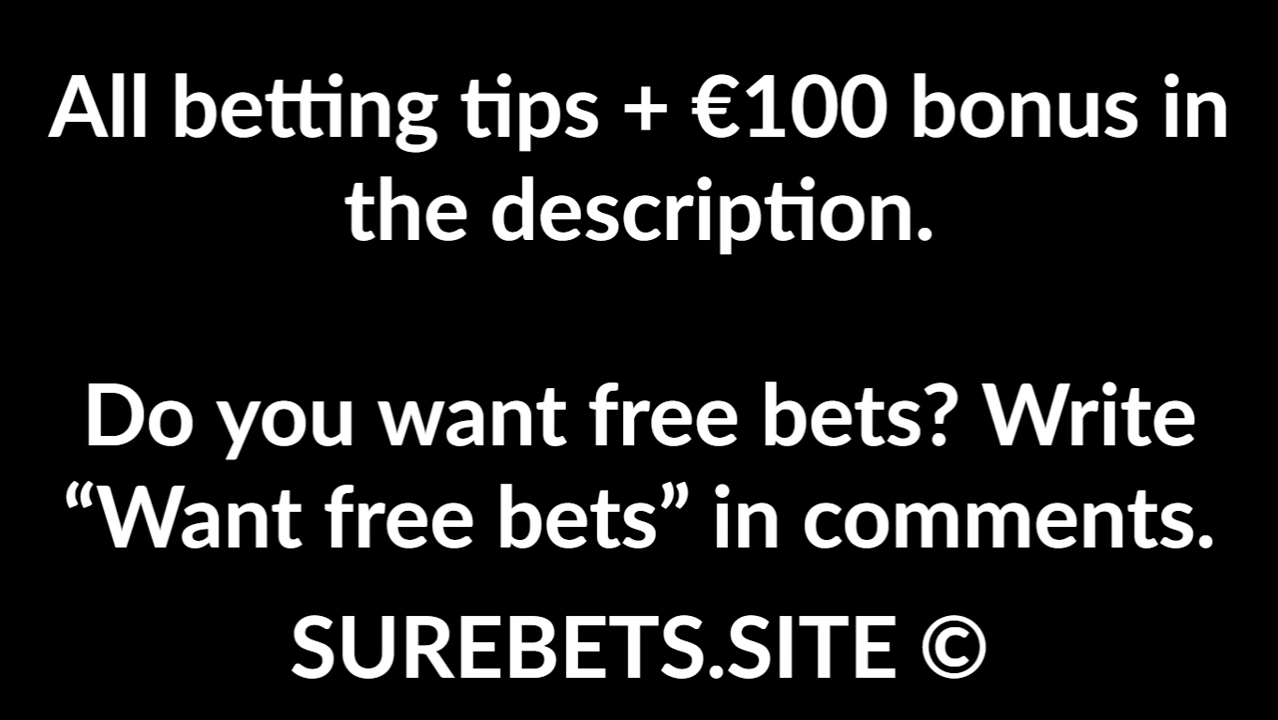 All betting tips + €100 bonus in
the description.
Do you want free bets? Write
“Want free bets” in comments.
SUREBETS.SITE ©